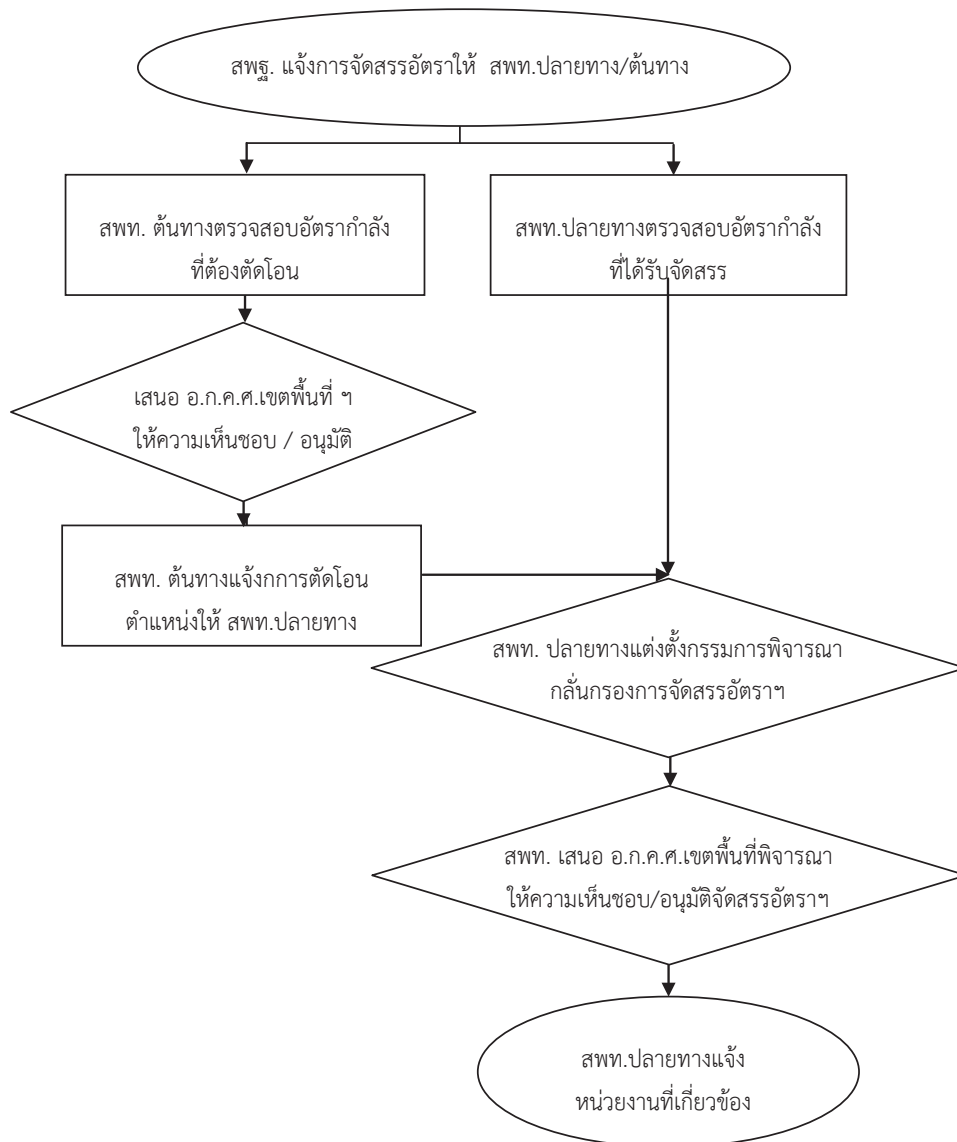 สพฐ. แจ้งการจัดสรรอัตราให้ สพท.ปลายทาง/ต้นทาง
สพท. ต้นทางตรวจสอบอัตรากำลัง
ที่ต้องตัดโอน
สพท.ปลายทางตรวจสอบอัตรากำลัง
ที่ได้รับจัดสรร
เสนอ อ.ก.ค.ศ.เขตพื้นที่ ฯ
ให้ความเห็นชอบ / อนุมัติ
สพท. ต้นทางแจ้งกการตัดโอน
ตำแหน่งให้ สพท.ปลายทาง
สพท. ปลายทางแต่งตั้งกรรมการพิจารณา
กลั่นกรองการจัดสรรอัตราฯ
สพท. เสนอ อ.ก.ค.ศ.เขตพื้นที่พิจารณา
ให้ความเห็นชอบ/อนุมัติจัดสรรอัตราฯ
สพท.ปลายทางแจ้ง
หน่วยงานที่เกี่ยวข้อง